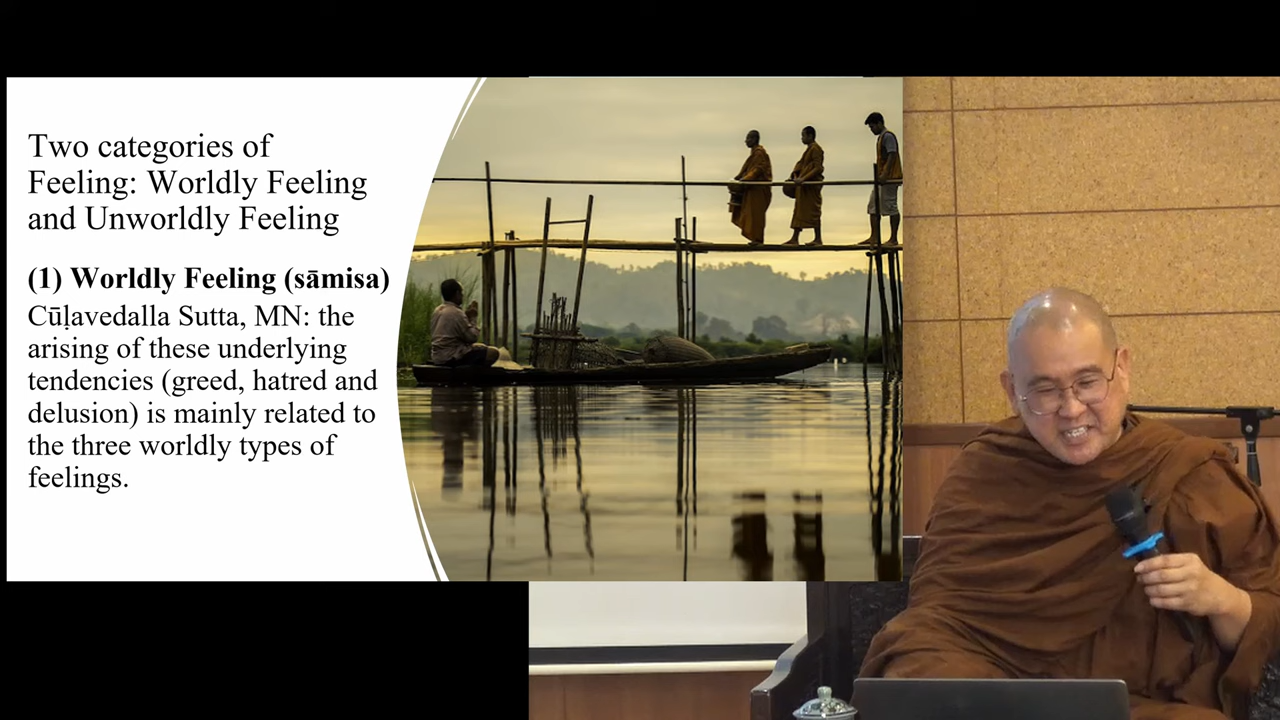 Two categories of
Feeling: Worldly Feeling
and Unworldly Feeling
(1) Worldly Feeling (sāmisa)
Cūḷavedalla Sutta, MN: the
arising of these underlying
tendencies (greed, hatred and
delusion) is mainly related to
the three worldly types of
feelings.